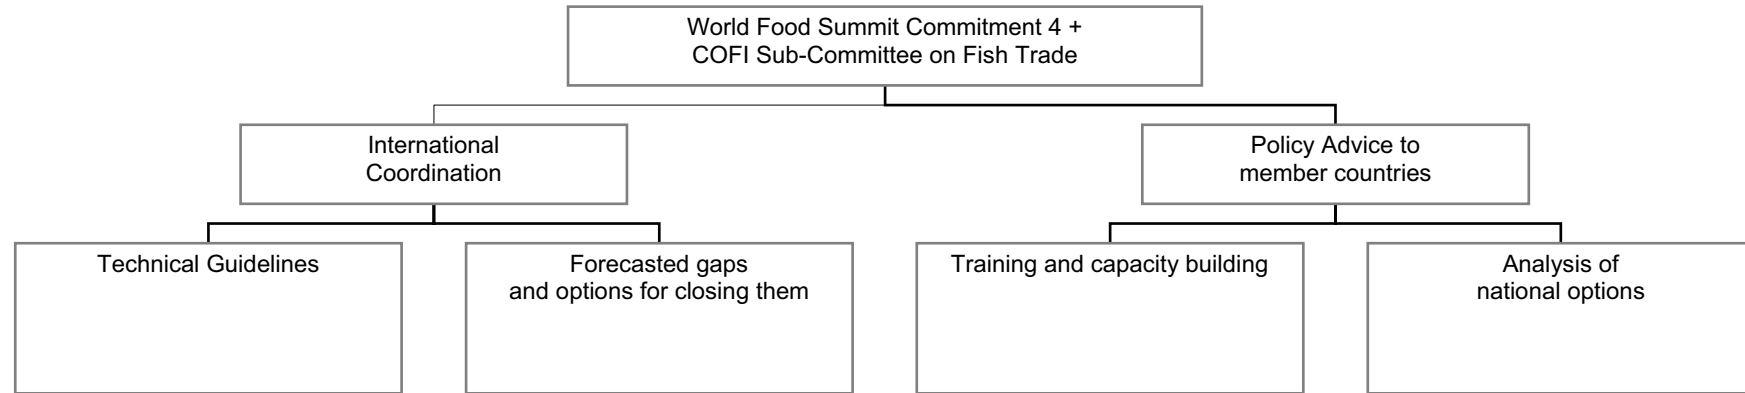 World Food Summit Commitment 4 +
COFI Sub-Committee on Fish Trade
International
Coordination
Policy Advice to
member countries
Technical Guidelines
Forecasted gaps
and options for closing them
Training and capacity building
Analysis of
national options